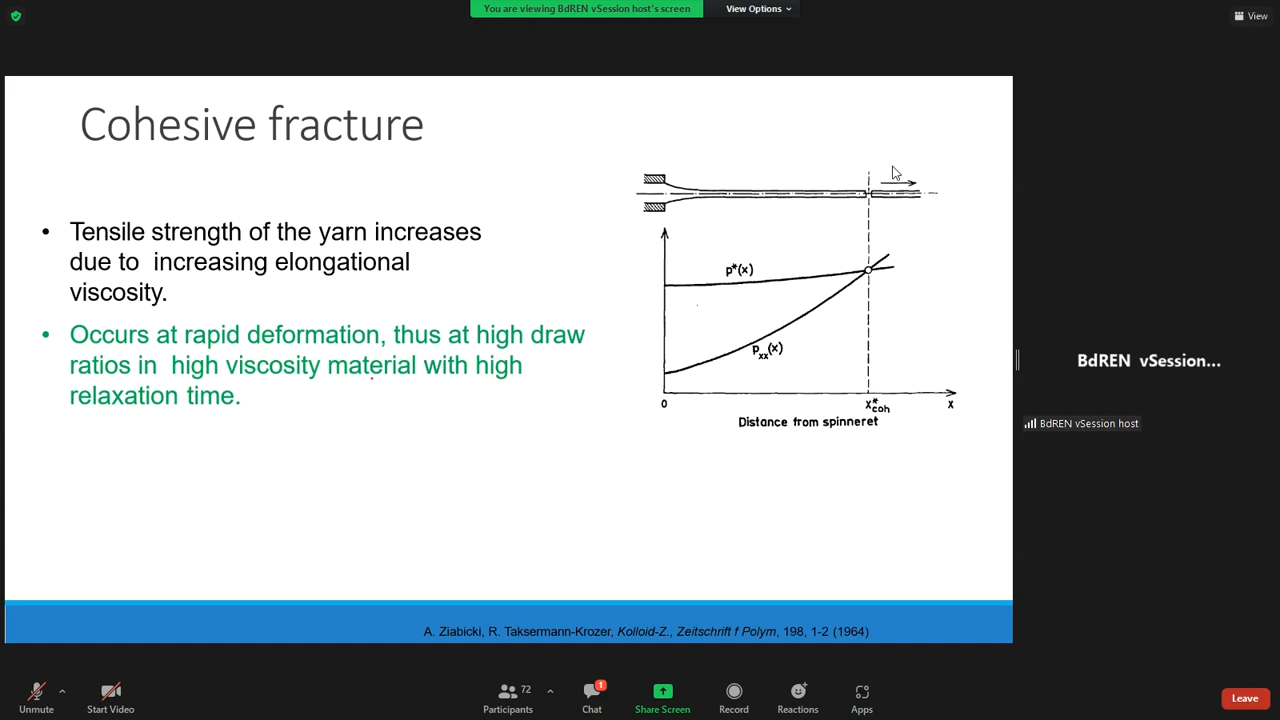 You are viewing BdREN vSession host's screen
View Options
View
Cohesive fracture
• Tensile strength of the yarn increases
due to increasing elongational
viscosity.
• Occurs at rapid deformation, thus at high draw
ratios in high viscosity material with high
relaxation time.
p*(x)
pxx(x)
0
x*coh
x
Distance from spinneret
A. Ziabicki, R. Taksermann-Krozer, Kolloid-Z., Zeitschrift f Polym, 198, 1-2 (1964)
BdREN vSession...
BdREN vSession host
Unmute
Start Video
72
Participants
1
Chat
Share Screen
Record
Reactions
Apps
Leave